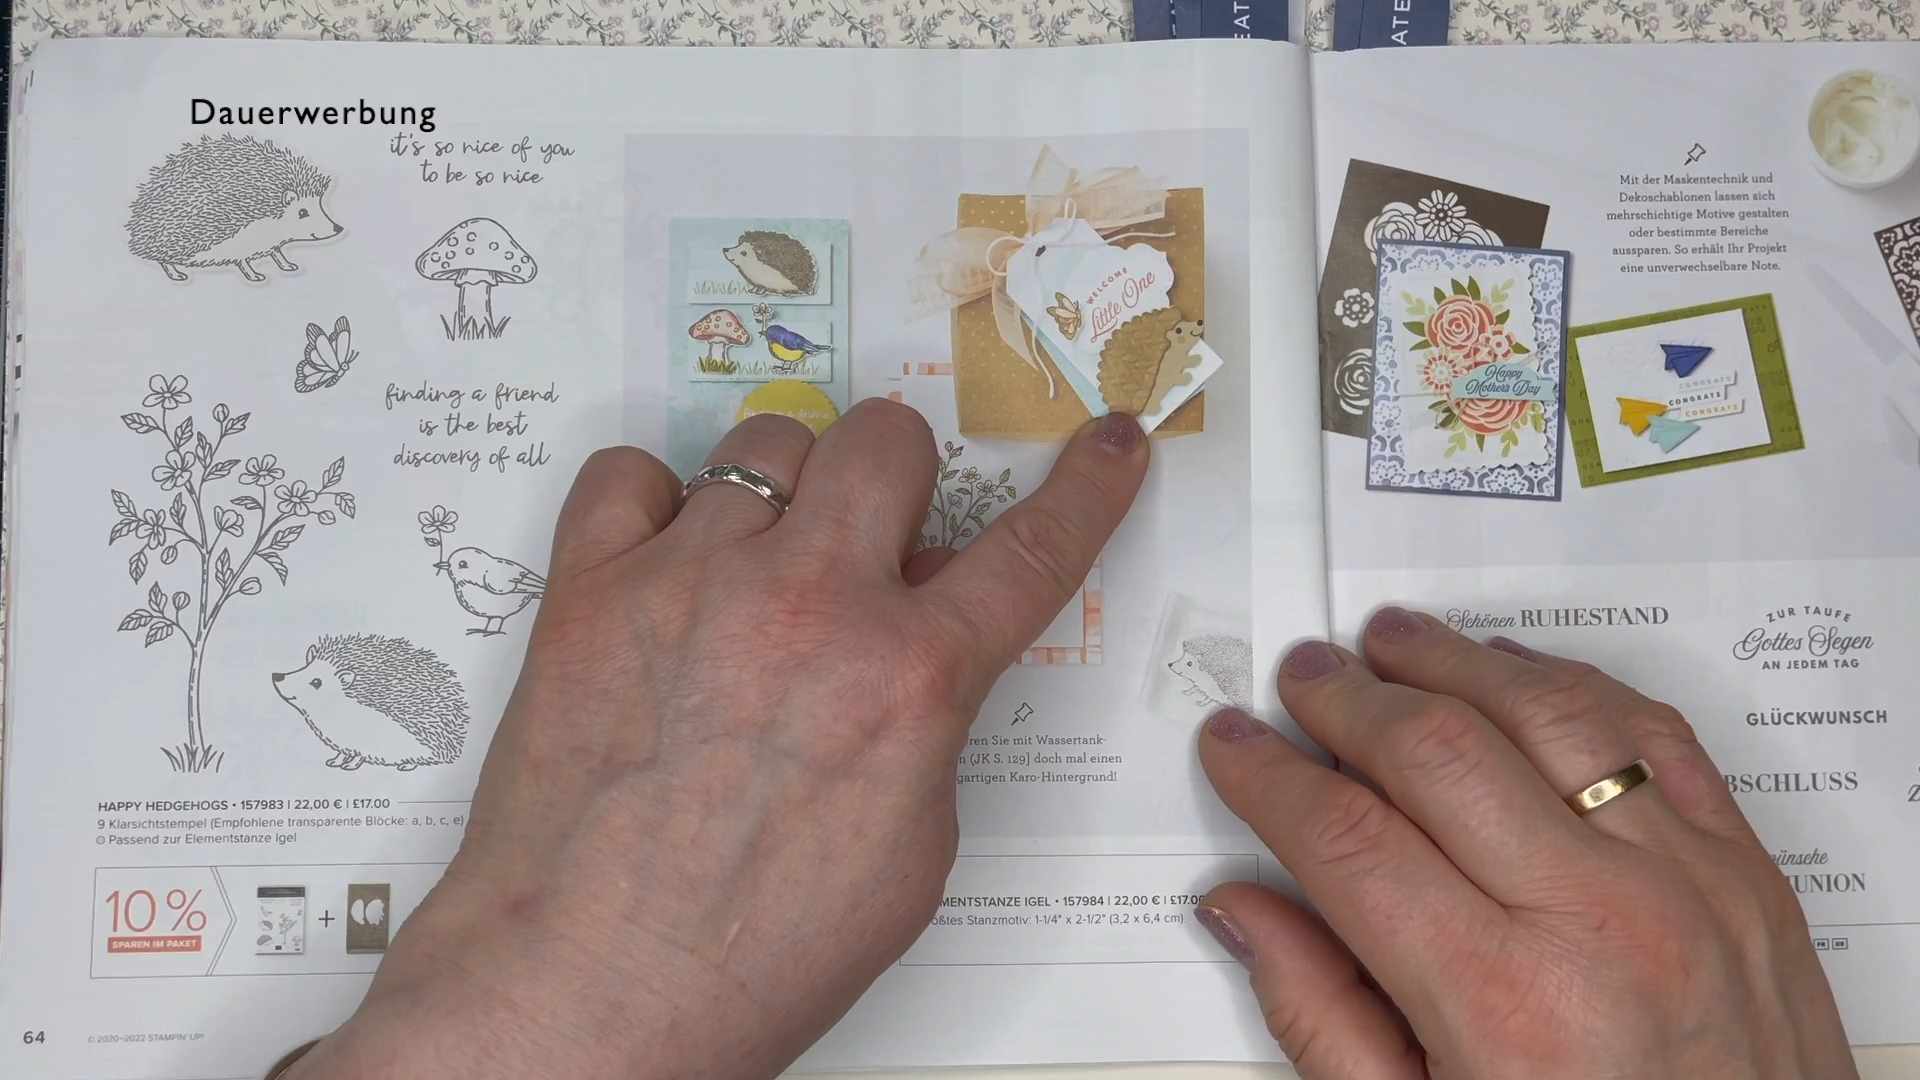 Dauerwerbung
EAT
ATE
it's so nice of you
to be so nice
finding a friend
is the best
discovery of all
HAPPY HEDGEHOGS • 157983 | 22,00 € | £17.00
9 Klarsichtstempel (Empfohlene transparente Blöcke: a, b, c, e)
Passend zur Elementstanze Igel
10 %
SPAREN IM PAKET
+
64
© 2020–2022 STAMPIN' UP!
WELCOME
Little One
ren Sie mit Wassertank-
n (JK S. 129) doch mal einen
gartigen Karo-Hintergrund!
MENTSTANZE IGEL • 157984 | 22,00 € | £17.00
ößtes Stanzmotiv: 1-1/4" x 2-1/2" (3,2 x 6,4 cm)
Mit der Maskentechnik und
Dekoschablonen lassen sich
mehrschichtige Motive gestalten
oder bestimmte Bereiche
aussparen. So erhält Ihr Projekt
eine unverwechselbare Note.
Happy
Mother's Day
CONGRATS
CONGRATS
CONGRATS
Schönen RUHESTAND
ZUR TAUFE
Gottes Segen
AN JEDEM TAG
GLÜCKWUNSCH
BSCHLUSS
ünsche
UNION
FR DE